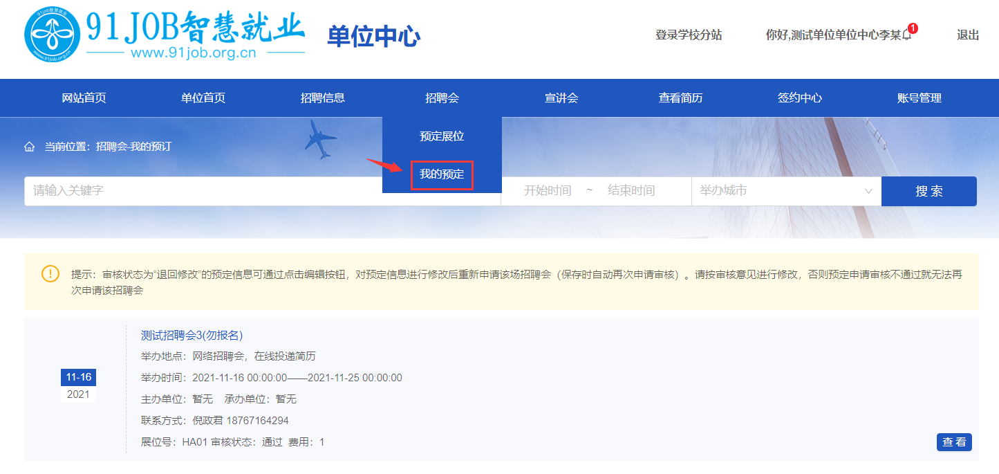 91JOB智慧就业
www.91job.org.cn
单位中心
登录学校分站
你好,测试单位单位中心李某
1
退出
网站首页
单位首页
招聘信息
招聘会
宣讲会
查看简历
签约中心
账号管理
预定展位
我的预定
当前位置：招聘会-我的预订
请输入关键字
开始时间 ~ 结束时间
举办城市
搜 索
提示：审核状态为“退回修改”的预定信息可通过点击编辑按钮，对预定信息进行修改后重新申请该场招聘会（保存时自动再次申请审核）。请按审核意见进行修改，否则预定申请审核不通过就无法再
次申请该招聘会
11-16
2021
测试招聘会3(勿报名)
举办地点：网络招聘会，在线投递简历
举办时间：2021-11-16 00:00:00——2021-11-25 00:00:00
主办单位：暂无 承办单位：暂无
联系方式：倪政君 18767164294
展位号：HA01 审核状态：通过 费用：1
查 看